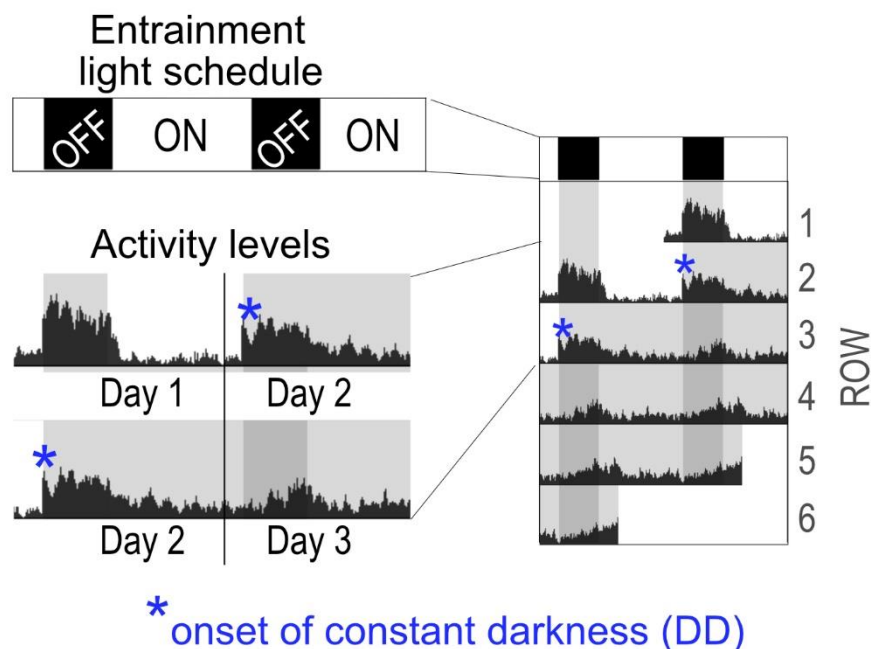 Entrainment
light schedule
OFF ON OFF ON
Activity levels
*
Day 1 Day 2
*
Day 2 Day 3
1
*
2
*
3
4
5
6
ROW
*onset of constant darkness (DD)